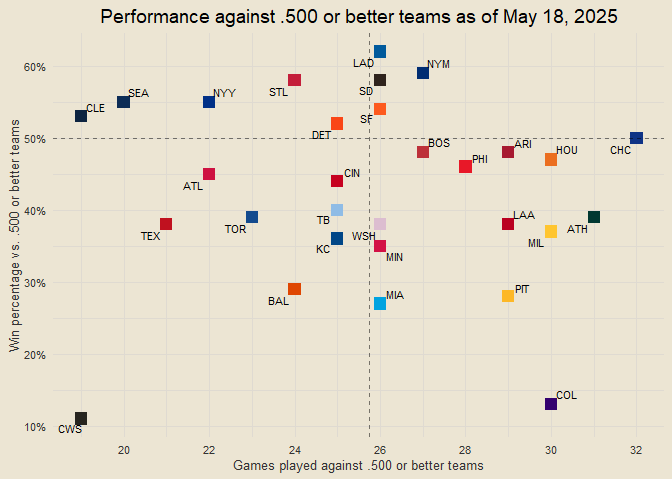 Performance against .500 or better teams as of May 18, 2025
Win percentage vs. .500 or better teams
60%
50%
40%
30%
20%
10%
LAD
NYM
SD
STL
SEA
NYY
CLE
SF
DET
CHC
BOS
ARI
HOU
PHI
CIN
ATL
TB
TOR
TEX
WSH
LAA
ATH
MIL
KC
MIN
BAL
MIA
PIT
COL
CWS
20 22 24 26 28 30 32
Games played against .500 or better teams